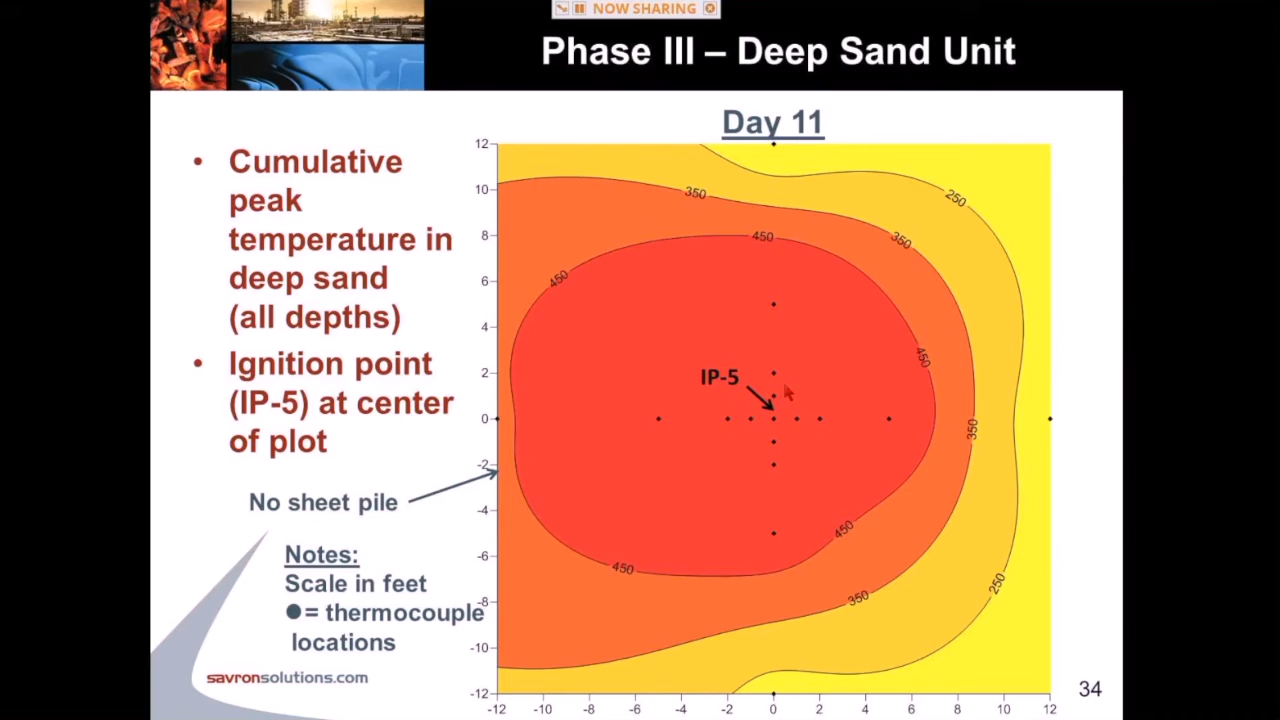 NOW SHARING
Phase III – Deep Sand Unit
Day 11
• Cumulative
peak
temperature in
deep sand
(all depths)
• Ignition point
(IP-5) at center
of plot
No sheet pile
Notes:
Scale in feet
●= thermocouple
locations
savronsolutions.com
12
10
8
6
4
2
0
-2
-4
-6
-8
-10
-12
350
250
450
350
450
450
IP-5
350
450
450
350
250
-12
-10
-8
-6
-4
-2
0
2
4
6
8
10
12
34